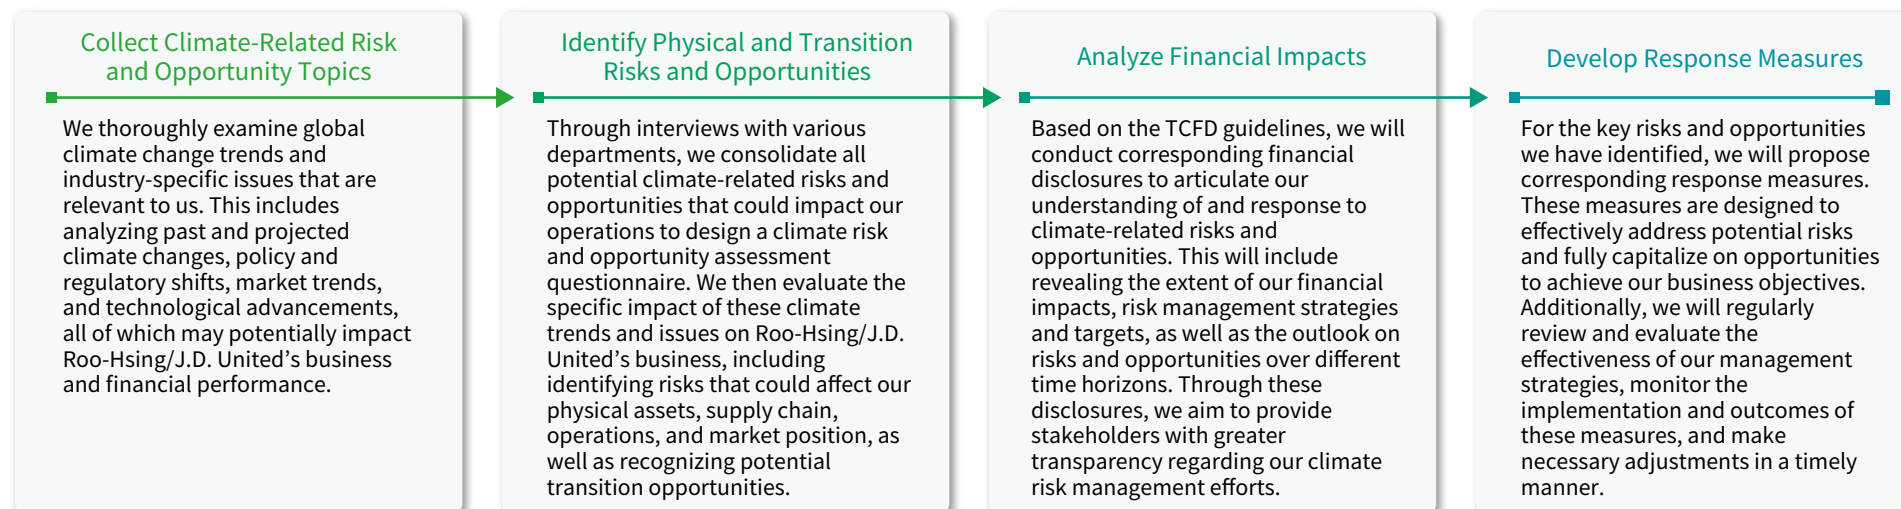 Collect Climate-Related Risk
and Opportunity Topics
We thoroughly examine global
climate change trends and
industry-specific issues that are
relevant to us. This includes
analyzing past and projected
climate changes, policy and
regulatory shifts, market trends,
and technological advancements,
all of which may potentially impact
Roo-Hsing/J.D. United’s business
and financial performance.
Identify Physical and Transition
Risks and Opportunities
Through interviews with various
departments, we consolidate all
potential climate-related risks and
opportunities that could impact our
operations to design a climate risk
and opportunity assessment
questionnaire. We then evaluate the
specific impact of these climate
trends and issues on Roo-Hsing/J.D.
United’s business, including
identifying risks that could affect our
physical assets, supply chain,
operations, and market position, as
well as recognizing potential
transition opportunities.
Analyze Financial Impacts
Based on the TCFD guidelines, we will
conduct corresponding financial
disclosures to articulate our
understanding of and response to
climate-related risks and
opportunities. This will include
revealing the extent of our financial
impacts, risk management strategies
and targets, as well as the outlook on
risks and opportunities over different
time horizons. Through these
disclosures, we aim to provide
stakeholders with greater
transparency regarding our climate
risk management efforts.
Develop Response Measures
For the key risks and opportunities
we have identified, we will propose
corresponding response measures.
These measures are designed to
effectively address potential risks
and fully capitalize on opportunities
to achieve our business objectives.
Additionally, we will regularly
review and evaluate the
effectiveness of our management
strategies, monitor the
implementation and outcomes of
these measures, and make
necessary adjustments in a timely
manner.